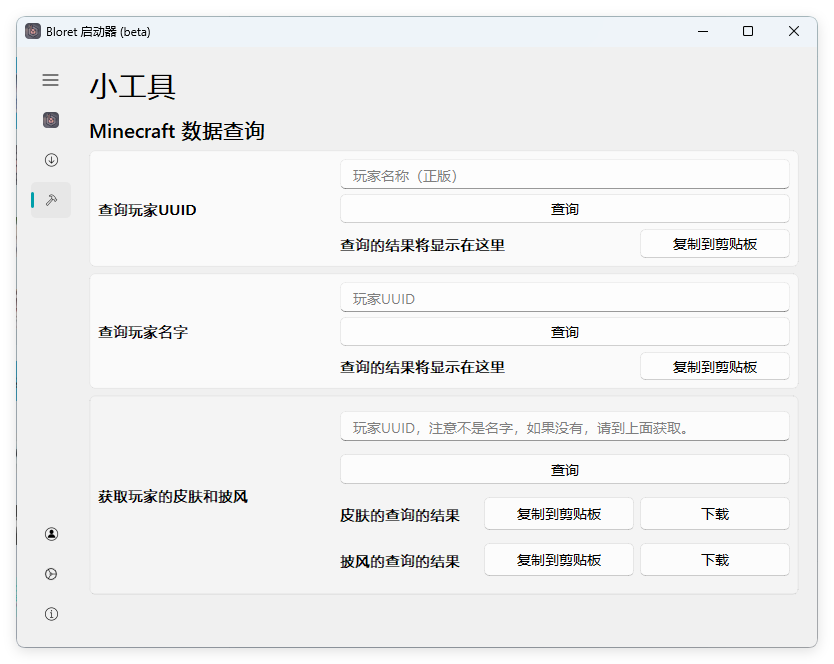 Bloret 启动器 (beta)
小工具
Minecraft 数据查询
玩家名称（正版）
查询玩家UUID
查询
查询的结果将显示在这里
复制到剪贴板
玩家UUID
查询玩家名字
查询
查询的结果将显示在这里
复制到剪贴板
玩家UUID，注意不是名字，如果没有，请到上面获取。
查询
获取玩家的皮肤和披风
皮肤的查询的结果
复制到剪贴板
下载
披风的查询的结果
复制到剪贴板
下载